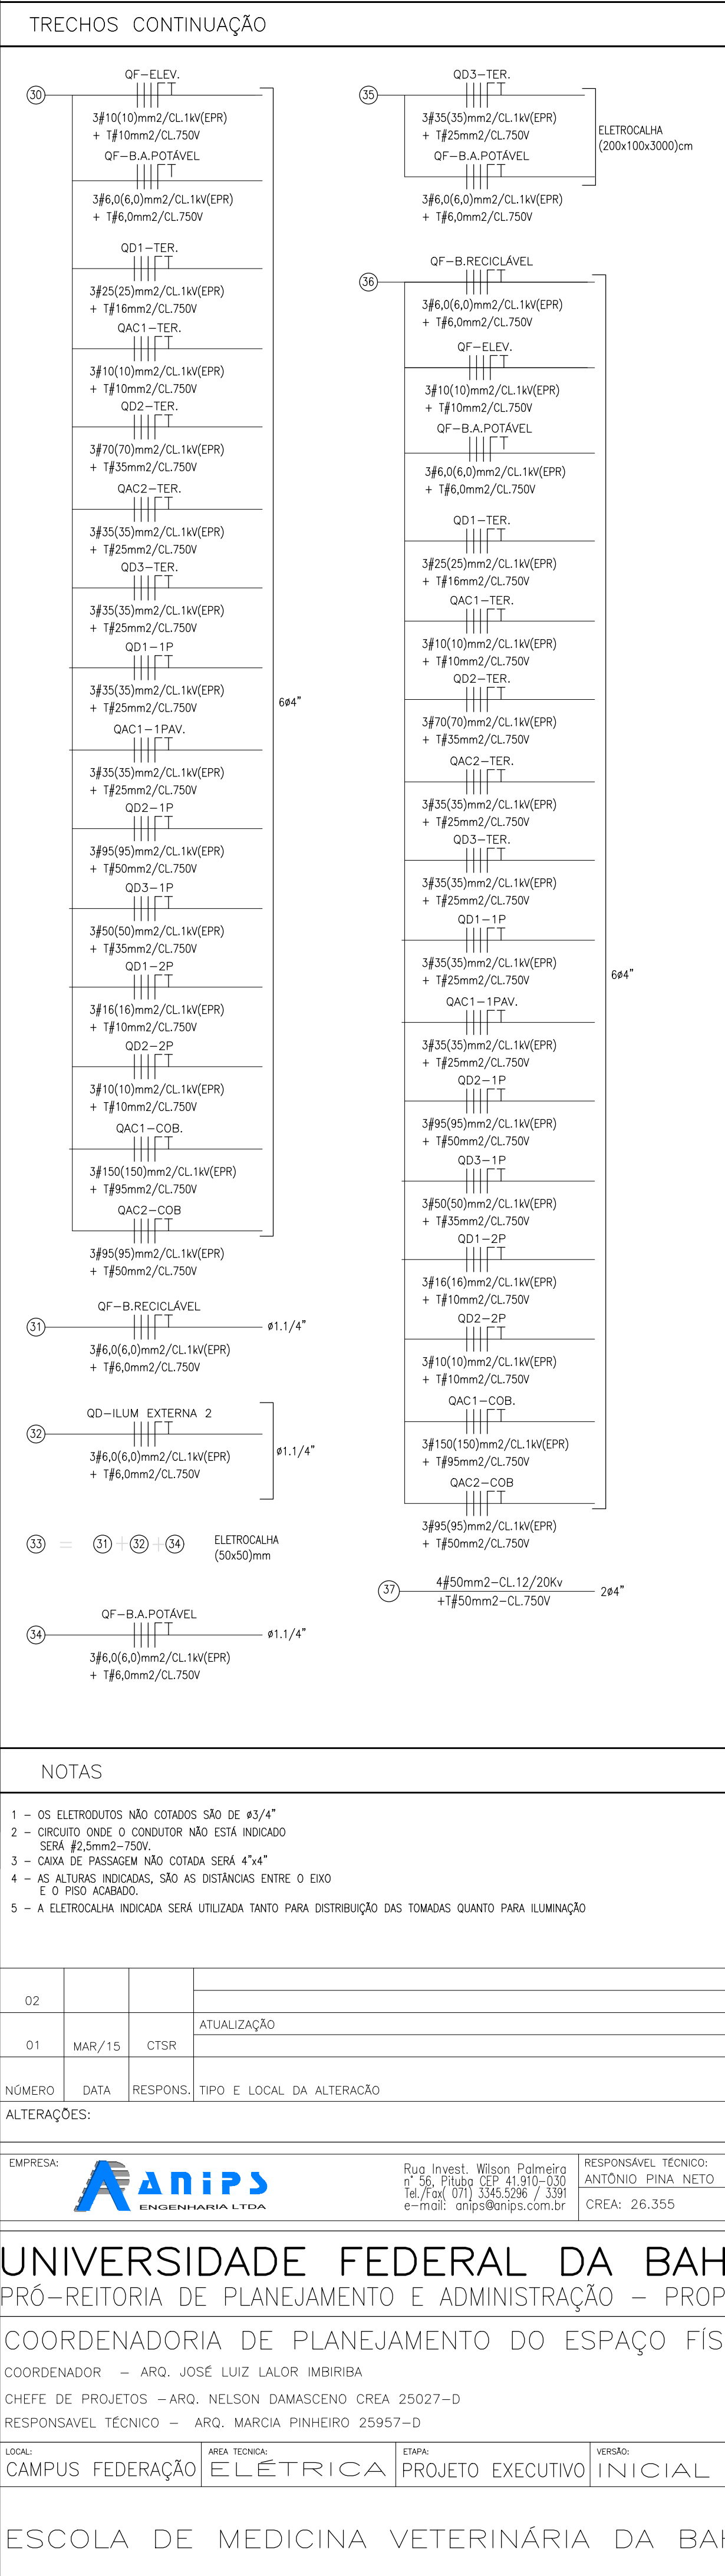 TRECHOS CONTINUAÇÃO
30
QF-ELEV.
3#10(10)mm2/CL.1kV(EPR)
+ T#10mm2/CL.750V
QF-B.A.POTÁVEL
3#6,0(6,0)mm2/CL.1kV(EPR)
+ T#6,0mm2/CL.750V
QD1-TER.
3#25(25)mm2/CL.1kV(EPR)
+ T#16mm2/CL.750V
QAC1-TER.
3#10(10)mm2/CL.1kV(EPR)
+ T#10mm2/CL.750V
QD2-TER.
3#70(70)mm2/CL.1kV(EPR)
+ T#35mm2/CL.750V
QAC2-TER.
3#35(35)mm2/CL.1kV(EPR)
+ T#25mm2/CL.750V
QD3-TER.
3#35(35)mm2/CL.1kV(EPR)
+ T#25mm2/CL.750V
QD1-1P
3#35(35)mm2/CL.1kV(EPR)
+ T#25mm2/CL.750V
6ø4"
QAC1-1PAV.
3#35(35)mm2/CL.1kV(EPR)
+ T#25mm2/CL.750V
QD2-1P
3#95(95)mm2/CL.1kV(EPR)
+ T#50mm2/CL.750V
QD3-1P
3#50(50)mm2/CL.1kV(EPR)
+ T#35mm2/CL.750V
QD1-2P
3#16(16)mm2/CL.1kV(EPR)
+ T#10mm2/CL.750V
QD2-2P
3#10(10)mm2/CL.1kV(EPR)
+ T#10mm2/CL.750V
QAC1-COB.
3#150(150)mm2/CL.1kV(EPR)
+ T#95mm2/CL.750V
QAC2-COB
3#95(95)mm2/CL.1kV(EPR)
+ T#50mm2/CL.750V
31
QF-B.RECICLÁVEL
ø1.1/4"
3#6,0(6,0)mm2/CL.1kV(EPR)
+ T#6,0mm2/CL.750V
32
QD-ILUM EXTERNA 2
ø1.1/4"
3#6,0(6,0)mm2/CL.1kV(EPR)
+ T#6,0mm2/CL.750V
33 = 31 + 32 + 34 ELETROCALHA
(50x50)mm
34
QF-B.A.POTÁVEL
ø1.1/4"
3#6,0(6,0)mm2/CL.1kV(EPR)
+ T#6,0mm2/CL.750V
35
QD3-TER.
3#35(35)mm2/CL.1kV(EPR)
+ T#25mm2/CL.750V
ELETROCALHA
(200x100x3000)cm
QF-B.A.POTÁVEL
3#6,0(6,0)mm2/CL.1kV(EPR)
+ T#6,0mm2/CL.750V
36
QF-B.RECICLÁVEL
3#6,0(6,0)mm2/CL.1kV(EPR)
+ T#6,0mm2/CL.750V
QF-ELEV.
3#10(10)mm2/CL.1kV(EPR)
+ T#10mm2/CL.750V
QF-B.A.POTÁVEL
3#6,0(6,0)mm2/CL.1kV(EPR)
+ T#6,0mm2/CL.750V
QD1-TER.
3#25(25)mm2/CL.1kV(EPR)
+ T#16mm2/CL.750V
QAC1-TER.
3#10(10)mm2/CL.1kV(EPR)
+ T#10mm2/CL.750V
QD2-TER.
3#70(70)mm2/CL.1kV(EPR)
+ T#35mm2/CL.750V
QAC2-TER.
3#35(35)mm2/CL.1kV(EPR)
+ T#25mm2/CL.750V
QD3-TER.
3#35(35)mm2/CL.1kV(EPR)
+ T#25mm2/CL.750V
QD1-1P
3#35(35)mm2/CL.1kV(EPR)
+ T#25mm2/CL.750V
6ø4"
QAC1-1PAV.
3#35(35)mm2/CL.1kV(EPR)
+ T#25mm2/CL.750V
QD2-1P
3#95(95)mm2/CL.1kV(EPR)
+ T#50mm2/CL.750V
QD3-1P
3#50(50)mm2/CL.1kV(EPR)
+ T#35mm2/CL.750V
QD1-2P
3#16(16)mm2/CL.1kV(EPR)
+ T#10mm2/CL.750V
QD2-2P
3#10(10)mm2/CL.1kV(EPR)
+ T#10mm2/CL.750V
QAC1-COB.
3#150(150)mm2/CL.1kV(EPR)
+ T#95mm2/CL.750V
QAC2-COB
3#95(95)mm2/CL.1kV(EPR)
+ T#50mm2/CL.750V
37
4#50mm2-CL.12/20Kv
+T#50mm2-CL.750V
2ø4"
NOTAS
1 - OS ELETRODUTOS NÃO COTADOS SÃO DE ø3/4"
2 - CIRCUITO ONDE O CONDUTOR NÃO ESTÁ INDICADO
SERÁ #2,5mm2-750V.
3 - CAIXA DE PASSAGEM NÃO COTADA SERÁ 4"x4"
4 - AS ALTURAS INDICADAS, SÃO AS DISTÂNCIAS ENTRE O EIXO
E O PISO ACABADO.
5 - A ELETROCALHA INDICADA SERÁ UTILIZADA TANTO PARA DISTRIBUIÇÃO DAS TOMADAS QUANTO PARA ILUMINAÇÃO
02
ATUALIZAÇÃO
01 MAR/15 CTSR
NÚMERO DATA RESPONS. TIPO E LOCAL DA ALTERACÃO
ALTERAÇÕES:
EMPRESA:
ANIPS
ENGENHARIA LTDA
Rua Invest. Wilson Palmeira
n° 56, Pituba CEP 41.910-030
Tel./Fax( 071) 3345.5296 / 3391
e-mail: anips@anips.com.br
RESPONSÁVEL TÉCNICO:
ANTÔNIO PINA NETO
CREA: 26.355
UNIVERSIDADE FEDERAL DA BAH
PRÓ-REITORIA DE PLANEJAMENTO E ADMINISTRAÇÃO - PROP
COORDENADORIA DE PLANEJAMENTO DO ESPAÇO FÍS
COORDENADOR - ARQ. JOSÉ LUIZ LALOR IMBIRIBA
CHEFE DE PROJETOS - ARQ. NELSON DAMASCENO CREA 25027-D
RESPONSAVEL TÉCNICO - ARQ. MARCIA PINHEIRO 25957-D
LOCAL:
CAMPUS FEDERAÇÃO
AREA TECNICA:
ELÉTRICA
ETAPA:
PROJETO EXECUTIVO
VERSÃO:
INICIAL
ESCOLA DE MEDICINA VETERINÁRIA DA BAH